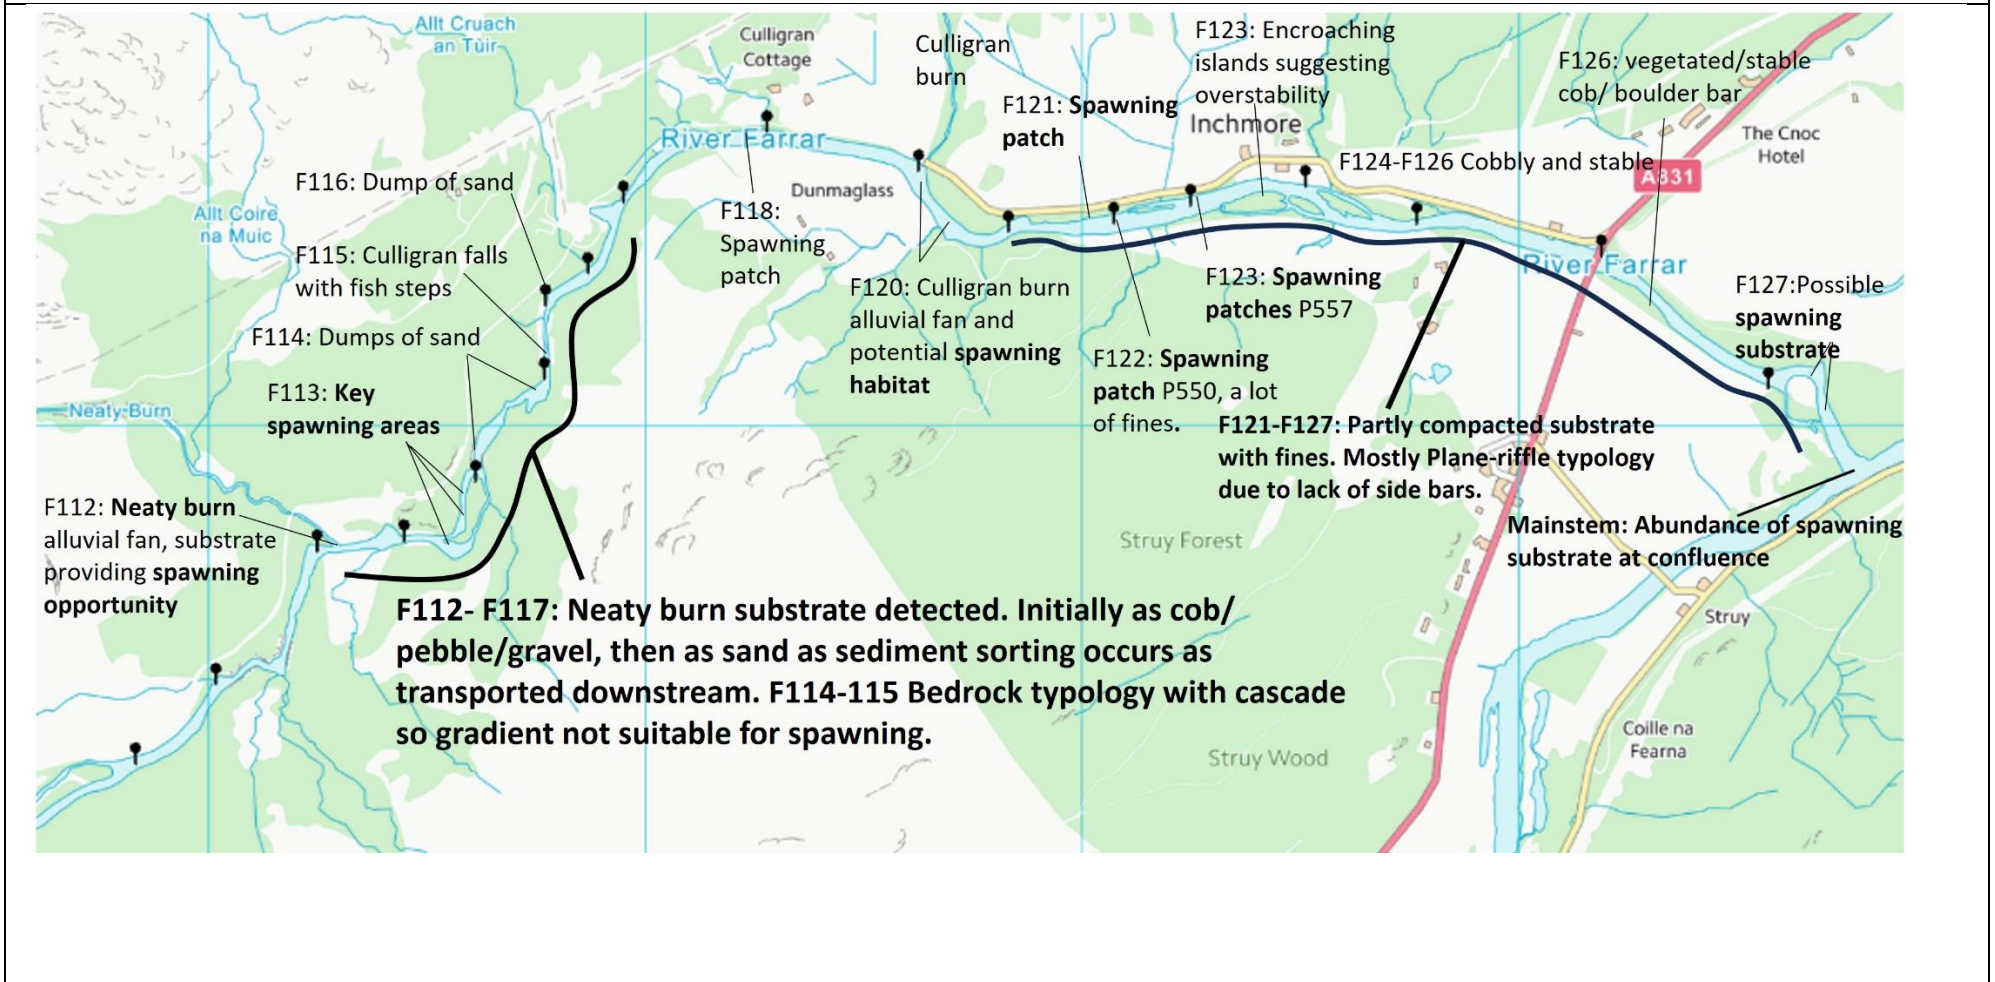 Allt Cruach
an Tùir
Culligran
Cottage
Culligran
burn
F123: Encroaching
islands suggesting
overstability
F126: vegetated/stable
cob/ boulder bar
F121: Spawning
patch
Inchmore
The Cnoc
Hotel
River Farrar
F124-F126 Cobbly and stable
A831
F116: Dump of sand
Dunmaglass
Allt Coire
na Muic
F118:
Spawning
patch
F115: Culligran falls
with fish steps
F120: Culligran burn
alluvial fan and
potential spawning
habitat
F123: Spawning
patches P557
River Farrar
F127:Possible
spawning
substrate
F114: Dumps of sand
F122: Spawning
patch P550, a lot
of fines.
F113: Key
spawning areas
Neaty Burn
F121-F127: Partly compacted substrate
with fines. Mostly Plane-riffle typology
due to lack of side bars.
F112: Neaty burn
alluvial fan, substrate
providing spawning
opportunity
Mainstem: Abundance of spawning
substrate at confluence
Struy Forest
F112- F117: Neaty burn substrate detected. Initially as cob/
pebble/gravel, then as sand as sediment sorting occurs as
transported downstream. F114-115 Bedrock typology with cascade
so gradient not suitable for spawning.
Struy
Struy Wood
Coille na
Fearna